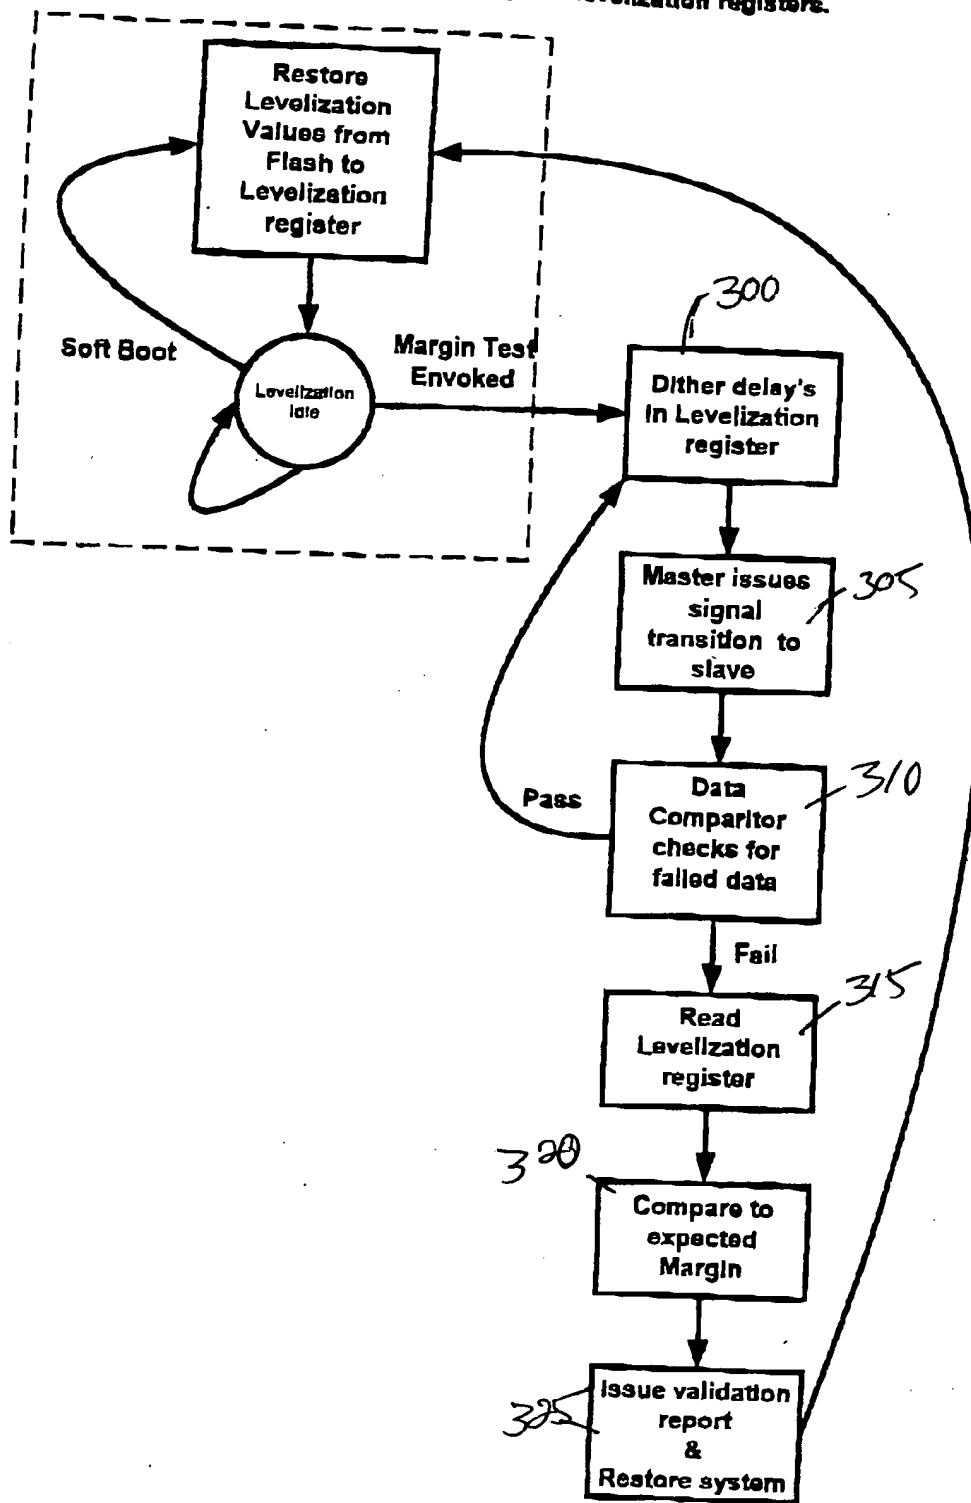 levelization registers.
Restore
Levelization
Values from
Flash to
Levelization
register
Soft Boot
Margin Test
Envoked
Levelization
Idle
300
Dither delay's
In Levelization
register
Master issues
signal
transition to
slave
305
Pass
Data
Comparitor
checks for
failed data
310
Fail
Read
Levelization
register
315
320
Compare to
expected
Margin
325
Issue validation
report
&
Restore system